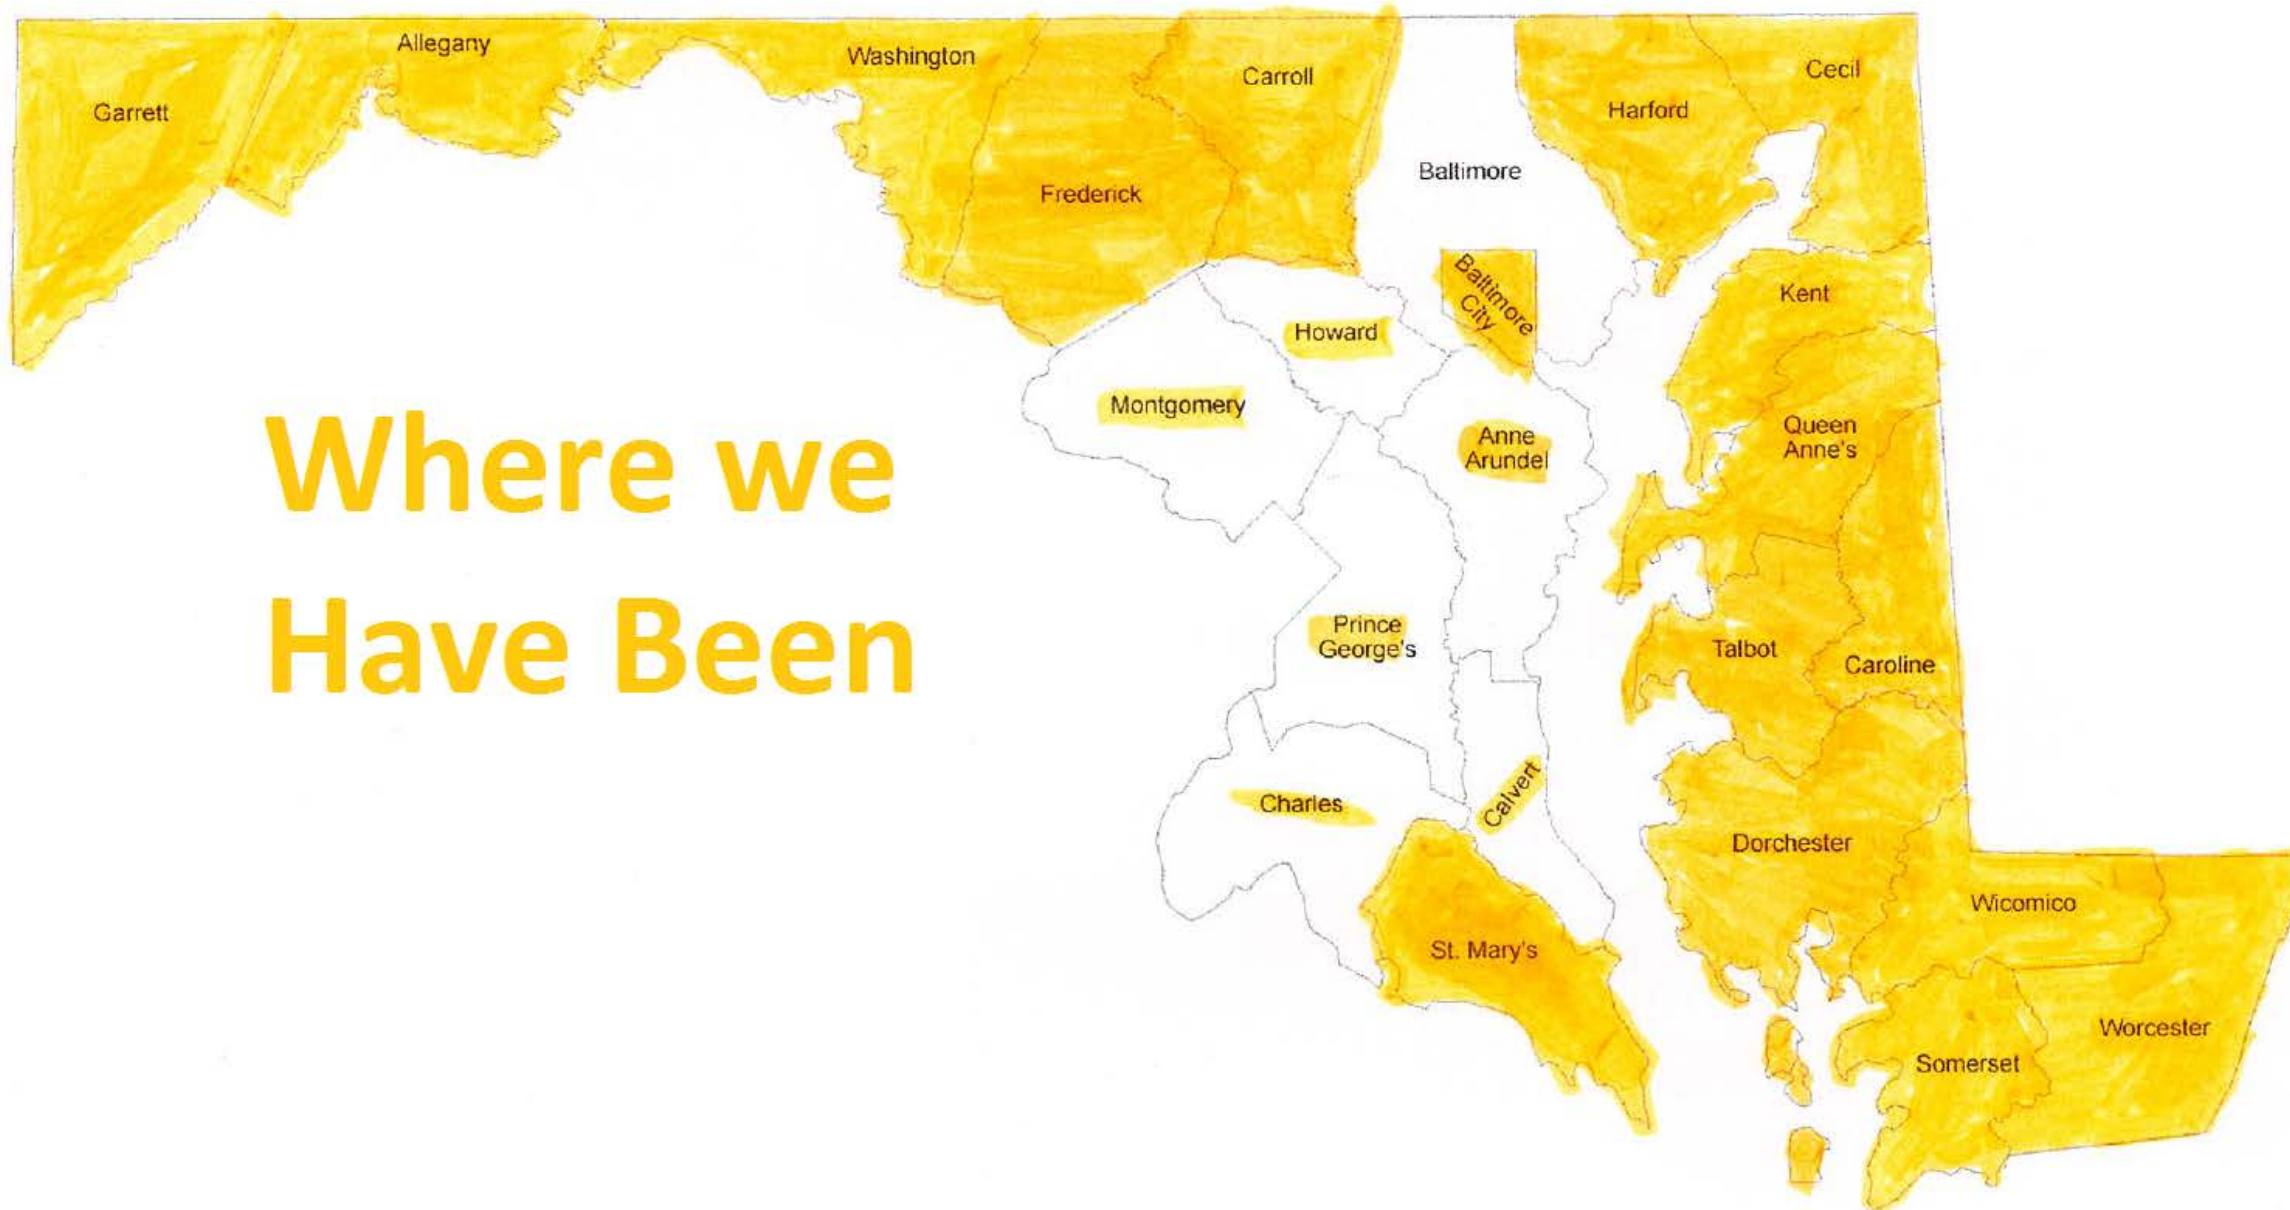 Allegany
Washington
Carroll
Cecil
Garrett
Harford
Baltimore
Frederick
Baltimore
City
Kent
Howard
Montgomery
Queen
Anne's
Anne
Arundel
Where we
Have Been
Prince
George's
Talbot
Caroline
Charles
Calvert
Dorchester
Wicomico
St. Mary's
Worcester
Somerset